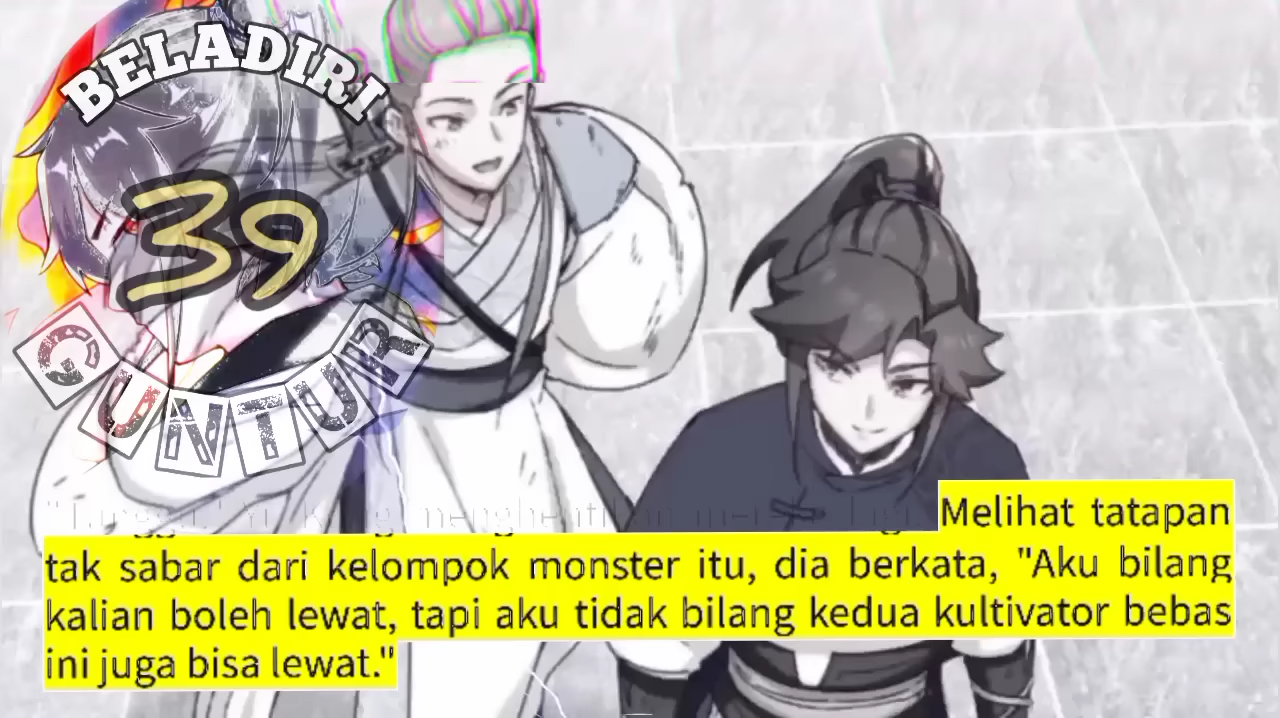 BELADIRI
39
GUNTUR
Melihat tatapan
tak sabar dari kelompok monster itu, dia berkata, "Aku bilang
kalian boleh lewat, tapi aku tidak bilang kedua kultivator bebas
ini juga bisa lewat."